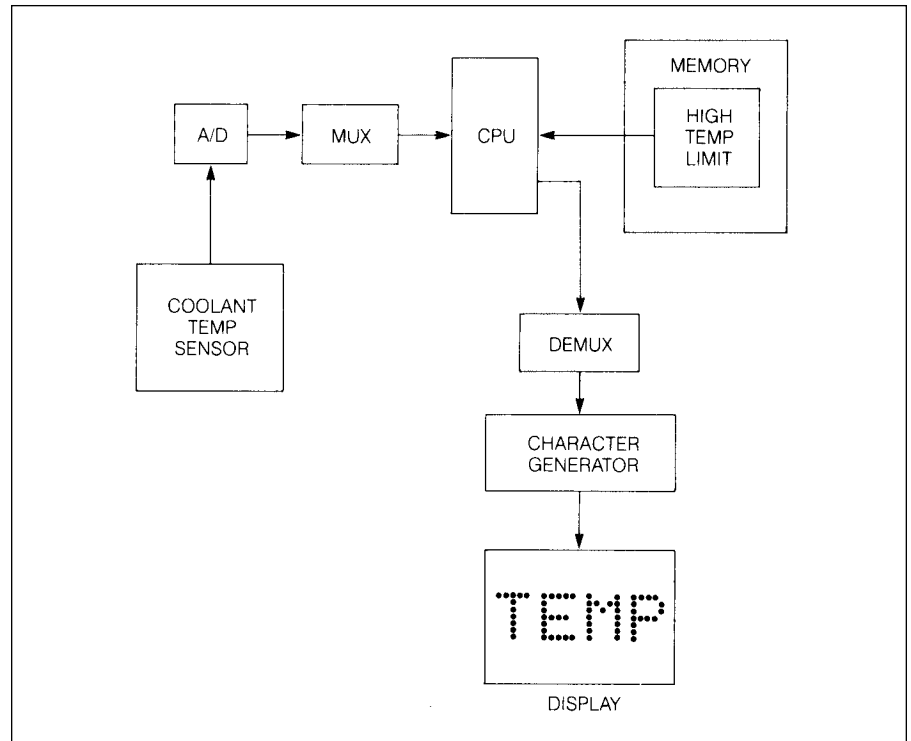 MEMORY
HIGH
TEMP
LIMIT
A/D
MUX
CPU
COOLANT
TEMP
SENSOR
DEMUX
CHARACTER
GENERATOR
TEMP
DISPLAY